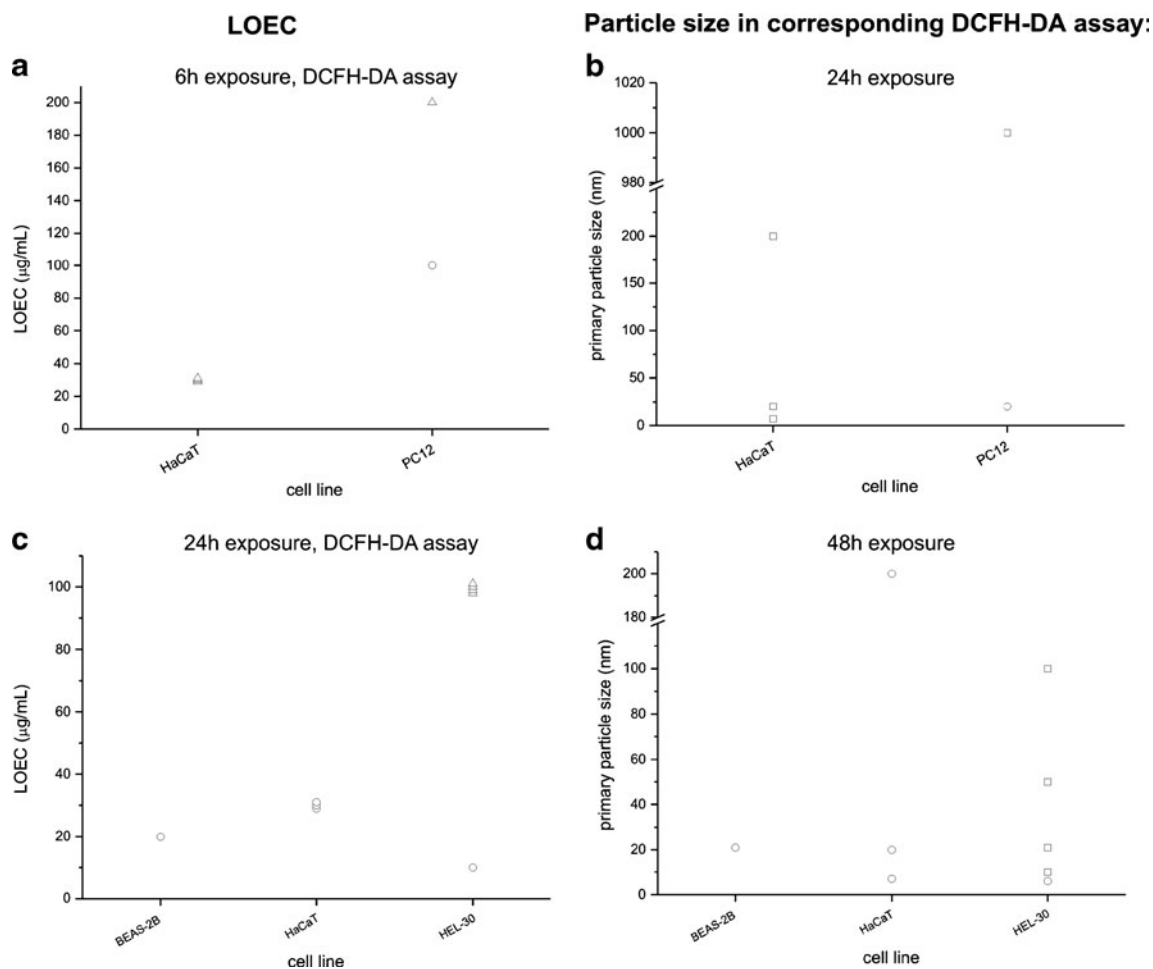 LOEC
Particle size in corresponding DCFH-DA assay:
a
6h exposure, DCFH-DA assay
LOEC (µg/mL)
200
180
160
140
120
100
80
60
40
20
0
HaCaT
PC12
cell line
b
24h exposure
primary particle size (nm)
1020
1000
980
200
150
100
50
0
HaCaT
PC12
cell line
c
24h exposure, DCFH-DA assay
LOEC (µg/mL)
100
80
60
40
20
0
BEAS-2B
HaCaT
HEL-30
cell line
d
48h exposure
primary particle size (nm)
200
180
100
80
60
40
20
0
BEAS-2B
HaCaT
HEL-30
cell line